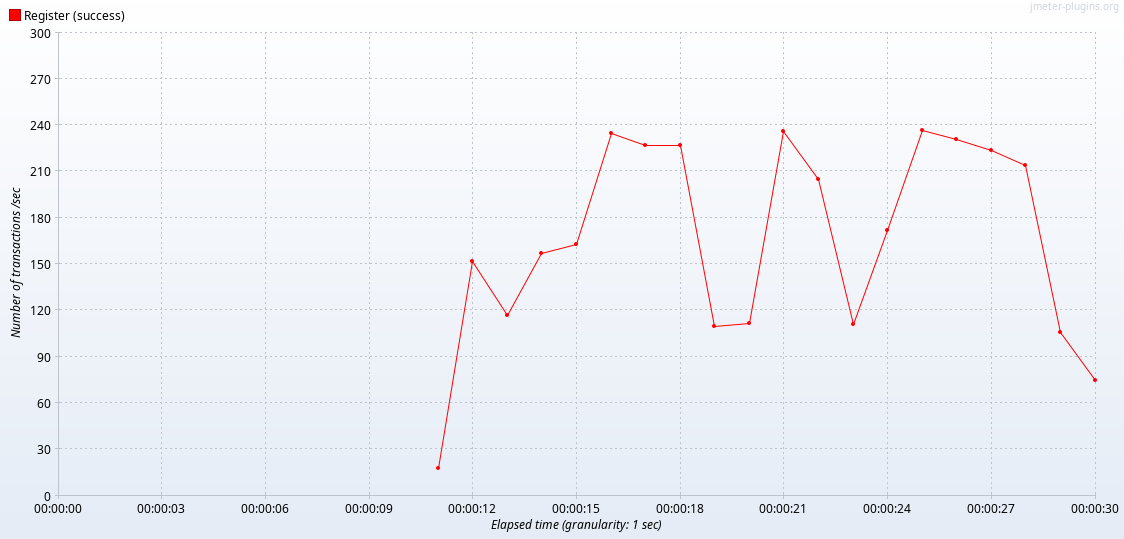 jmeter-plugins.org
Register (success)
300
270
240
210
180
150
120
90
60
30
0
Number of transactions /sec
00:00:00 00:00:03 00:00:06 00:00:09 00:00:12 00:00:15 00:00:18 00:00:21 00:00:24 00:00:27 00:00:30
Elapsed time (granularity: 1 sec)